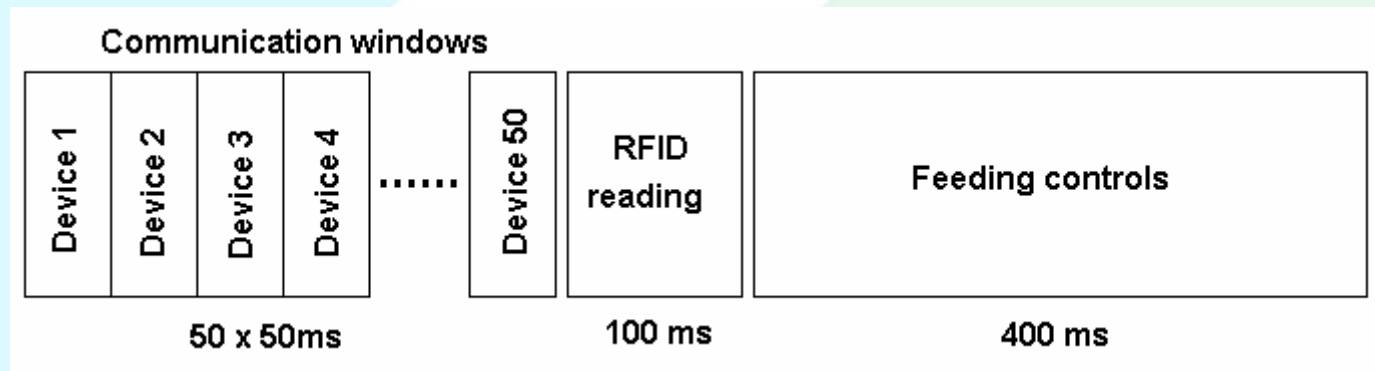 Communication windows
Device 1
Device 2
Device 3
Device 4
......
Device 50
RFID
reading
Feeding controls
50 x 50ms
100 ms
400 ms